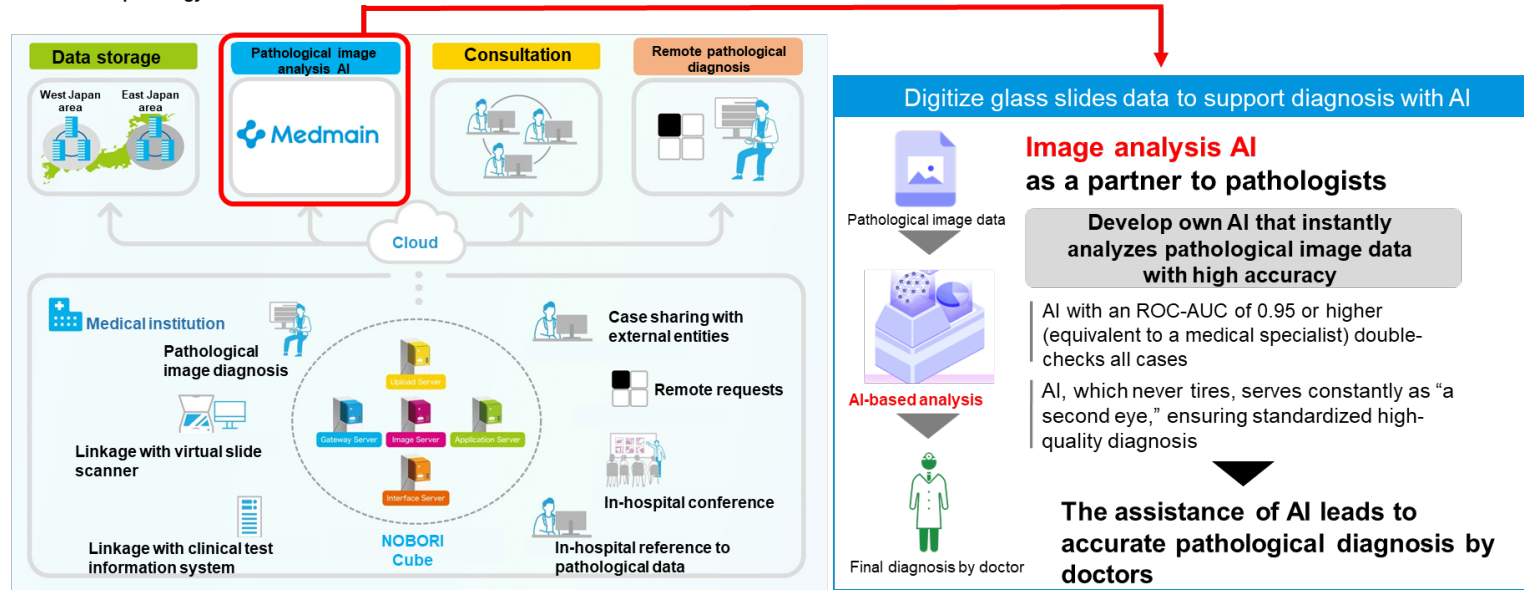 Data storage
Pathological image
analysis AI
Consultation
Remote pathological
diagnosis
West Japan
area
East Japan
area
Medmain
Cloud
Medical institution
Pathological
image diagnosis
Linkage with virtual slide
scanner
Linkage with clinical test
information system
Upload Server
Gateway Server
Image Server
Application Server
Interface Server
NOBORI
Cube
Case sharing with
external entities
Remote requests
In-hospital conference
In-hospital reference to
pathological data
Digitize glass slides data to support diagnosis with AI
Pathological image data
AI-based analysis
Final diagnosis by doctor
Image analysis AI
as a partner to pathologists
Develop own AI that instantly
analyzes pathological image data
with high accuracy
AI with an ROC-AUC of 0.95 or higher
(equivalent to a medical specialist) double-
checks all cases
AI, which never tires, serves constantly as “a
second eye,” ensuring standardized high-
quality diagnosis
The assistance of AI leads to
accurate pathological diagnosis by
doctors